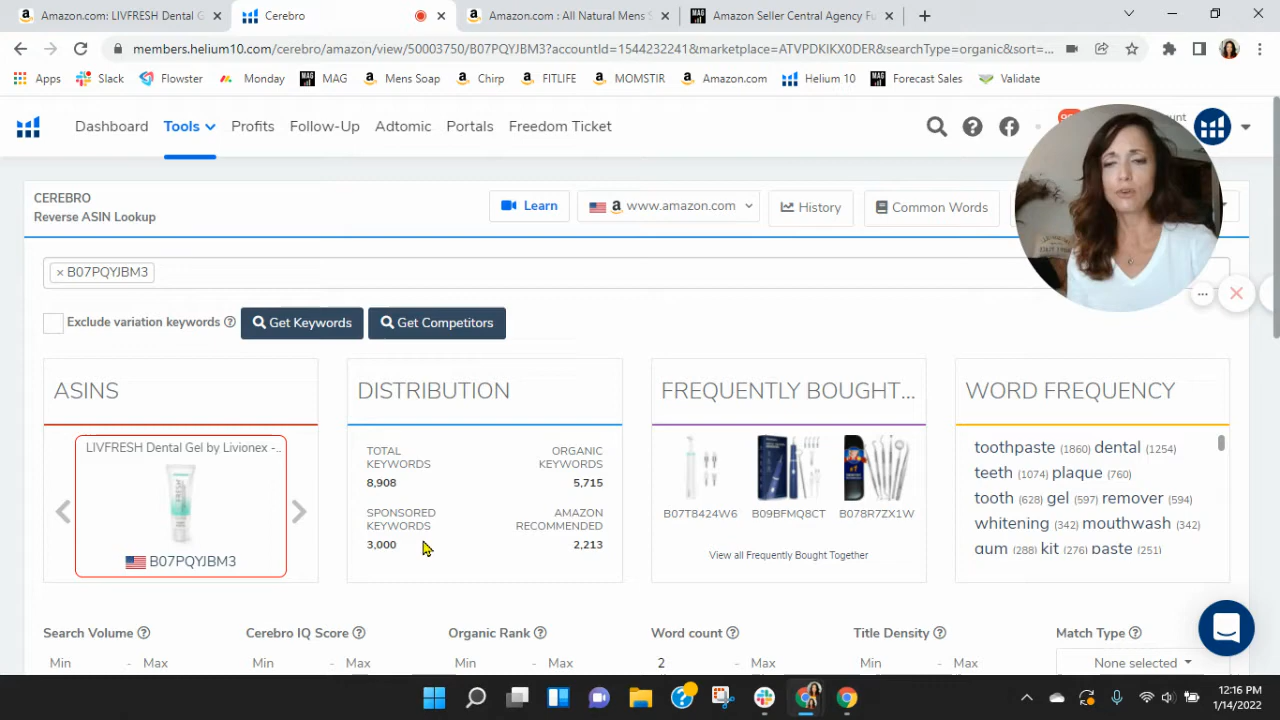 Amazon.com: LIVFRESH Dental G
Cerebro
Amazon.com : All Natural Mens' S
Amazon Seller Central Agency Fu
members.helium10.com/cerebro/amazon/view/50003750/B07PQYJBM3?accountId=1544232241&marketplace=ATVPDKIKX0DER&searchType=organic&sort=...
Apps Slack Flowster Monday MAG Mens Soap Chirp FITLIFE MOMSTIR Amazon.com Helium 10 Forecast Sales Validate
Dashboard Tools Profits Follow-Up Adtomic Portals Freedom Ticket
CEREBRO
Reverse ASIN Lookup
Learn www.amazon.com History Common Words
× B07PQYJBM3
Exclude variation keywords Get Keywords Get Competitors
ASINS
LIVFRESH Dental Gel by Livionex -..
B07PQYJBM3
DISTRIBUTION
TOTAL KEYWORDS
8,908
ORGANIC KEYWORDS
5,715
SPONSORED KEYWORDS
3,000
AMAZON RECOMMENDED
2,213
FREQUENTLY BOUGHT...
B07T8424W6 B09BFMQ8CT B078R7ZX1W
View all Frequently Bought Together
WORD FREQUENCY
toothpaste (1860) dental (1254)
teeth (1074) plaque (760)
tooth (628) gel (597) remover (594)
whitening (342) mouthwash (342)
gum (288) kit (276) paste (251)
Search Volume Cerebro IQ Score Organic Rank Word count Title Density Match Type
Min - Max Min - Max Min - Max 2 - Max Min - Max None selected
12:16 PM
1/14/2022